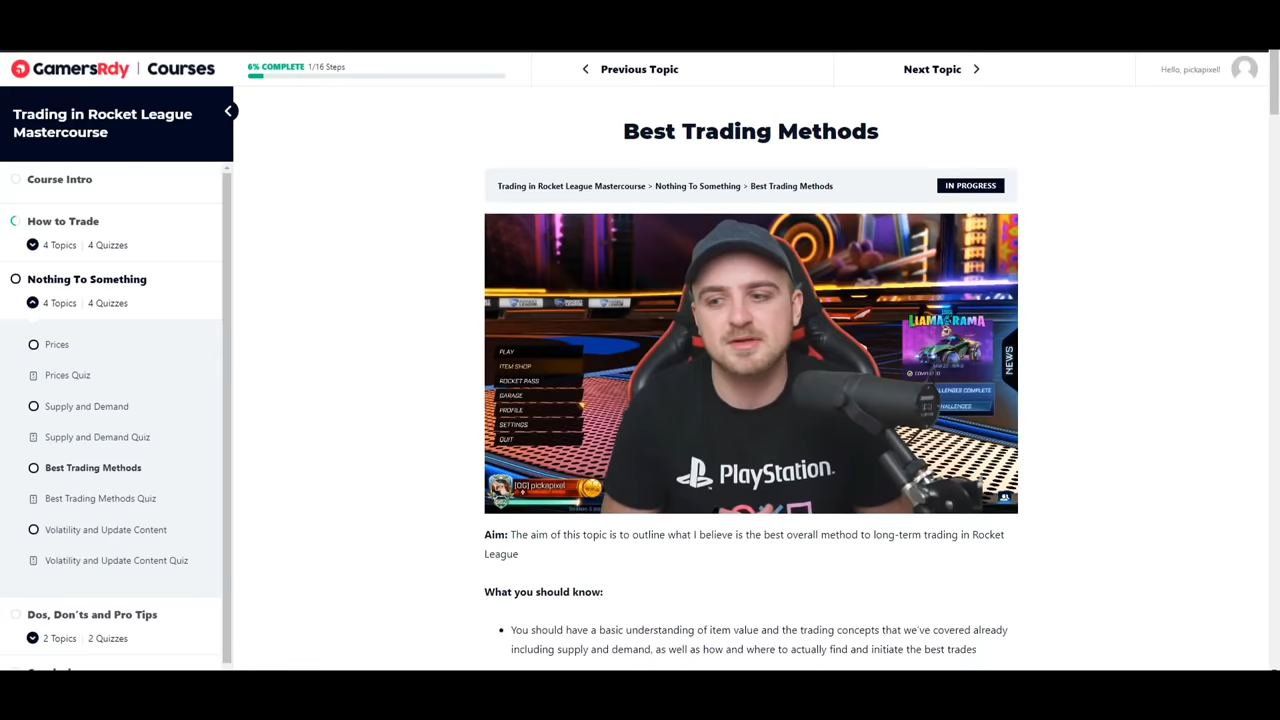 GamersRdy | Courses
6% COMPLETE 1/16 Steps
Previous Topic
Next Topic
Hello, pickapixel!
Trading in Rocket League
Mastercourse
Course Intro
How to Trade
4 Topics | 4 Quizzes
Nothing To Something
4 Topics | 4 Quizzes
Prices
Prices Quiz
Supply and Demand
Supply and Demand Quiz
Best Trading Methods
Best Trading Methods Quiz
Volatility and Update Content
Volatility and Update Content Quiz
Dos, Don'ts and Pro Tips
2 Topics | 2 Quizzes
Best Trading Methods
Trading in Rocket League Mastercourse > Nothing To Something > Best Trading Methods
IN PROGRESS
PLAY
ITEM SHOP
ROCKET PASS
GARAGE
PROFILE
SETTINGS
QUIT
[OG] pickapixel
LLAMA-RAMA
NEWS
LLENGES COMPLETE
HALLENGES
PlayStation.
Aim: The aim of this topic is to outline what I believe is the best overall method to long-term trading in Rocket
League
What you should know:
• You should have a basic understanding of item value and the trading concepts that we've covered already
including supply and demand, as well as how and where to actually find and initiate the best trades